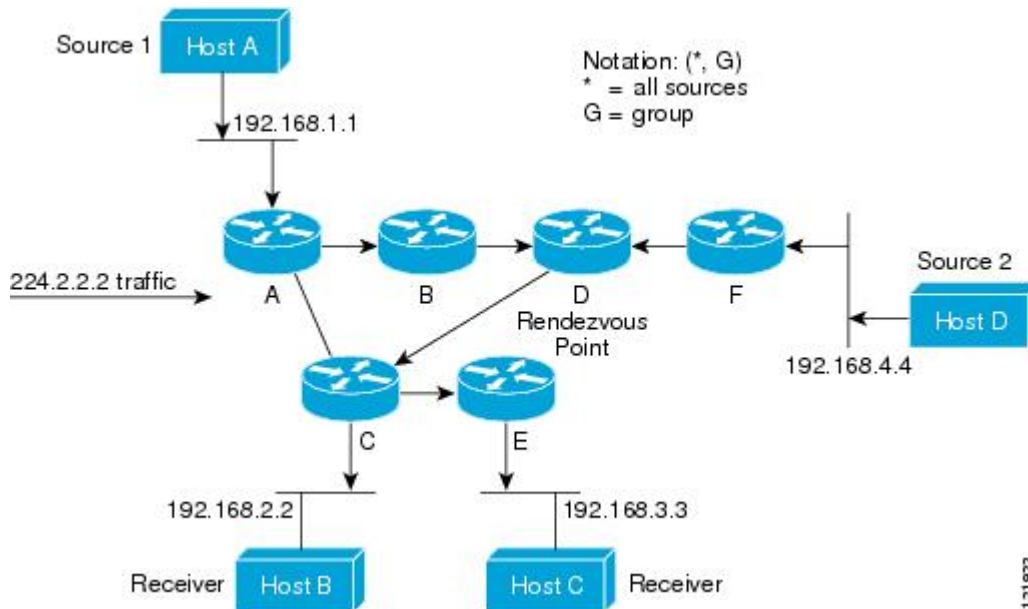 Source 1
Host A
Notation: (*, G)
* = all sources
G = group
192.168.1.1
Source 2
224.2.2.2 traffic
A
B
D
F
Rendezvous
Point
Host D
192.168.4.4
C
E
192.168.2.2
192.168.3.3
Receiver
Host B
Host C
Receiver